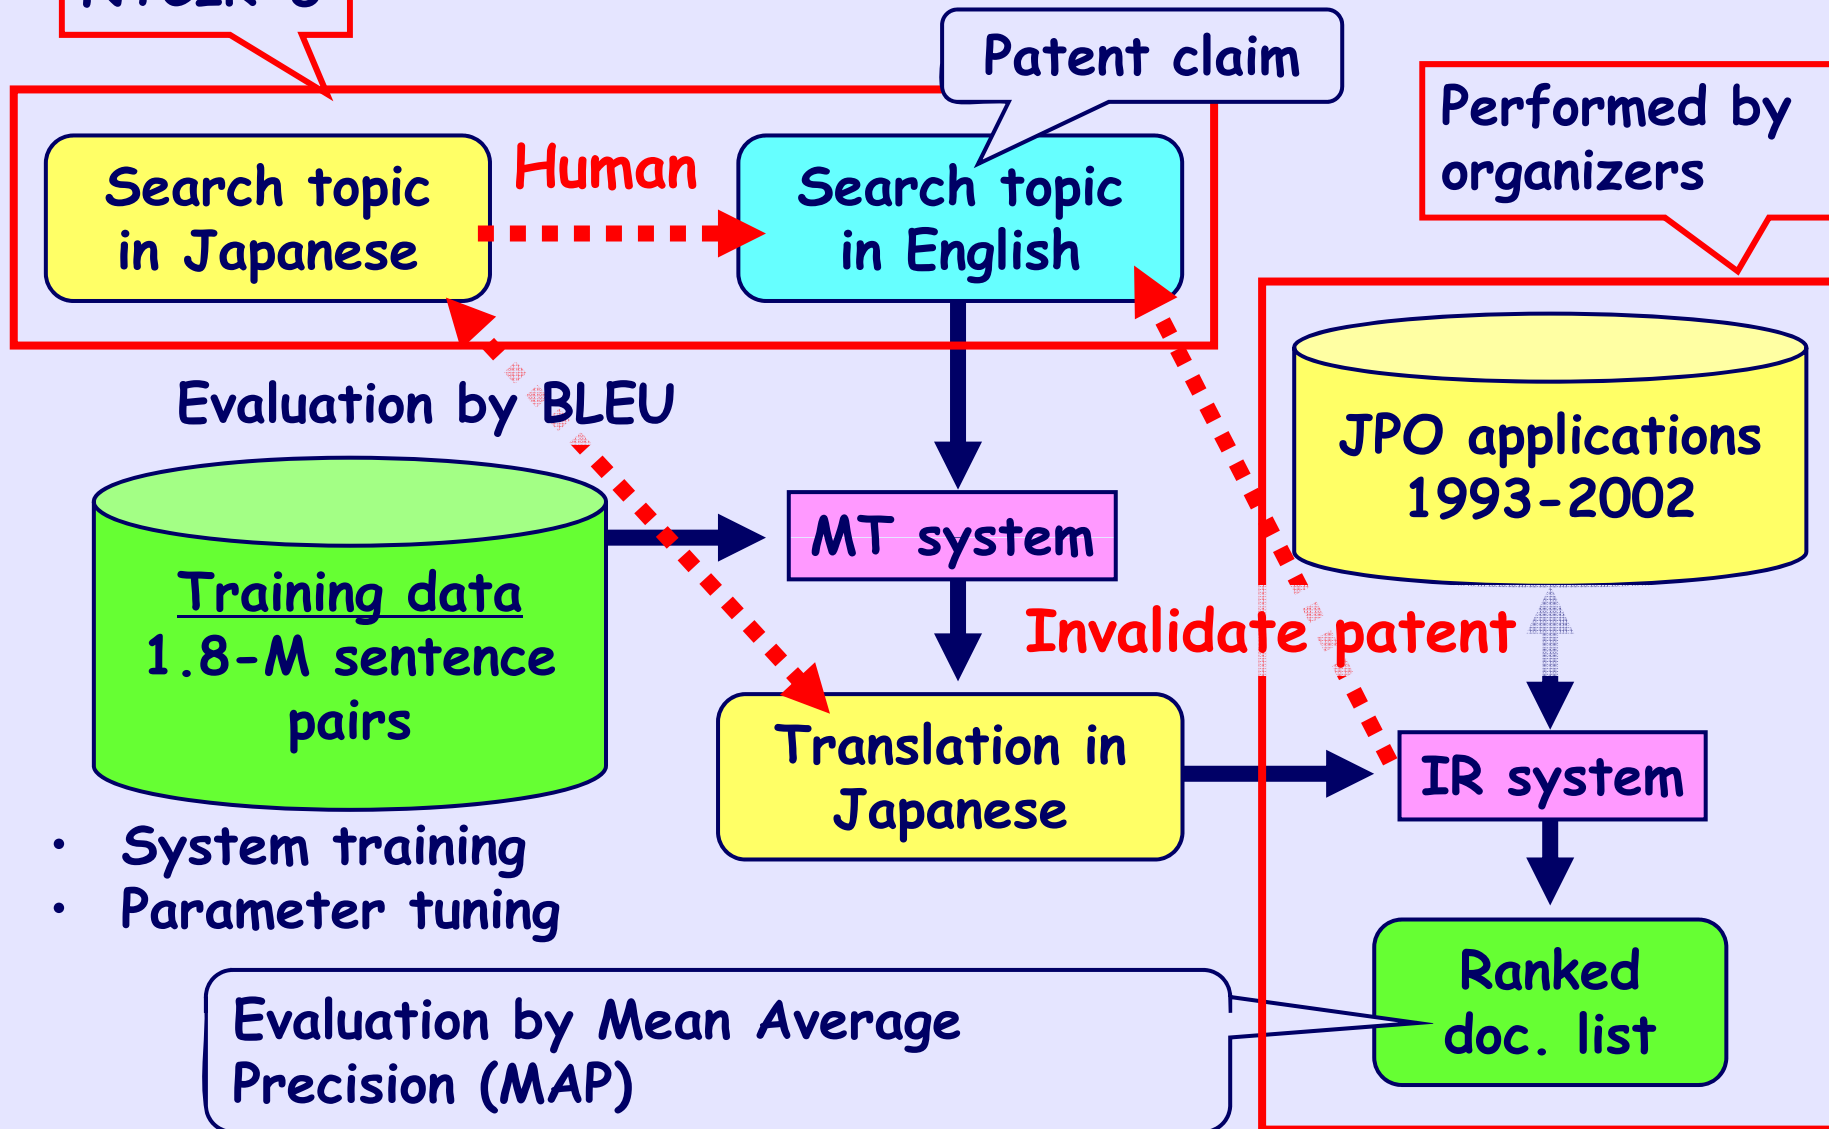 Patent claim
Performed by
organizers
Search topic
in Japanese
Human
Search topic
in English
Evaluation by BLEU
JPO applications
1993-2002
MT system
Training data
1.8-M sentence
pairs
Invalidate patent
Translation in
Japanese
IR system
• System training
• Parameter tuning
Ranked
doc. list
Evaluation by Mean Average
Precision (MAP)